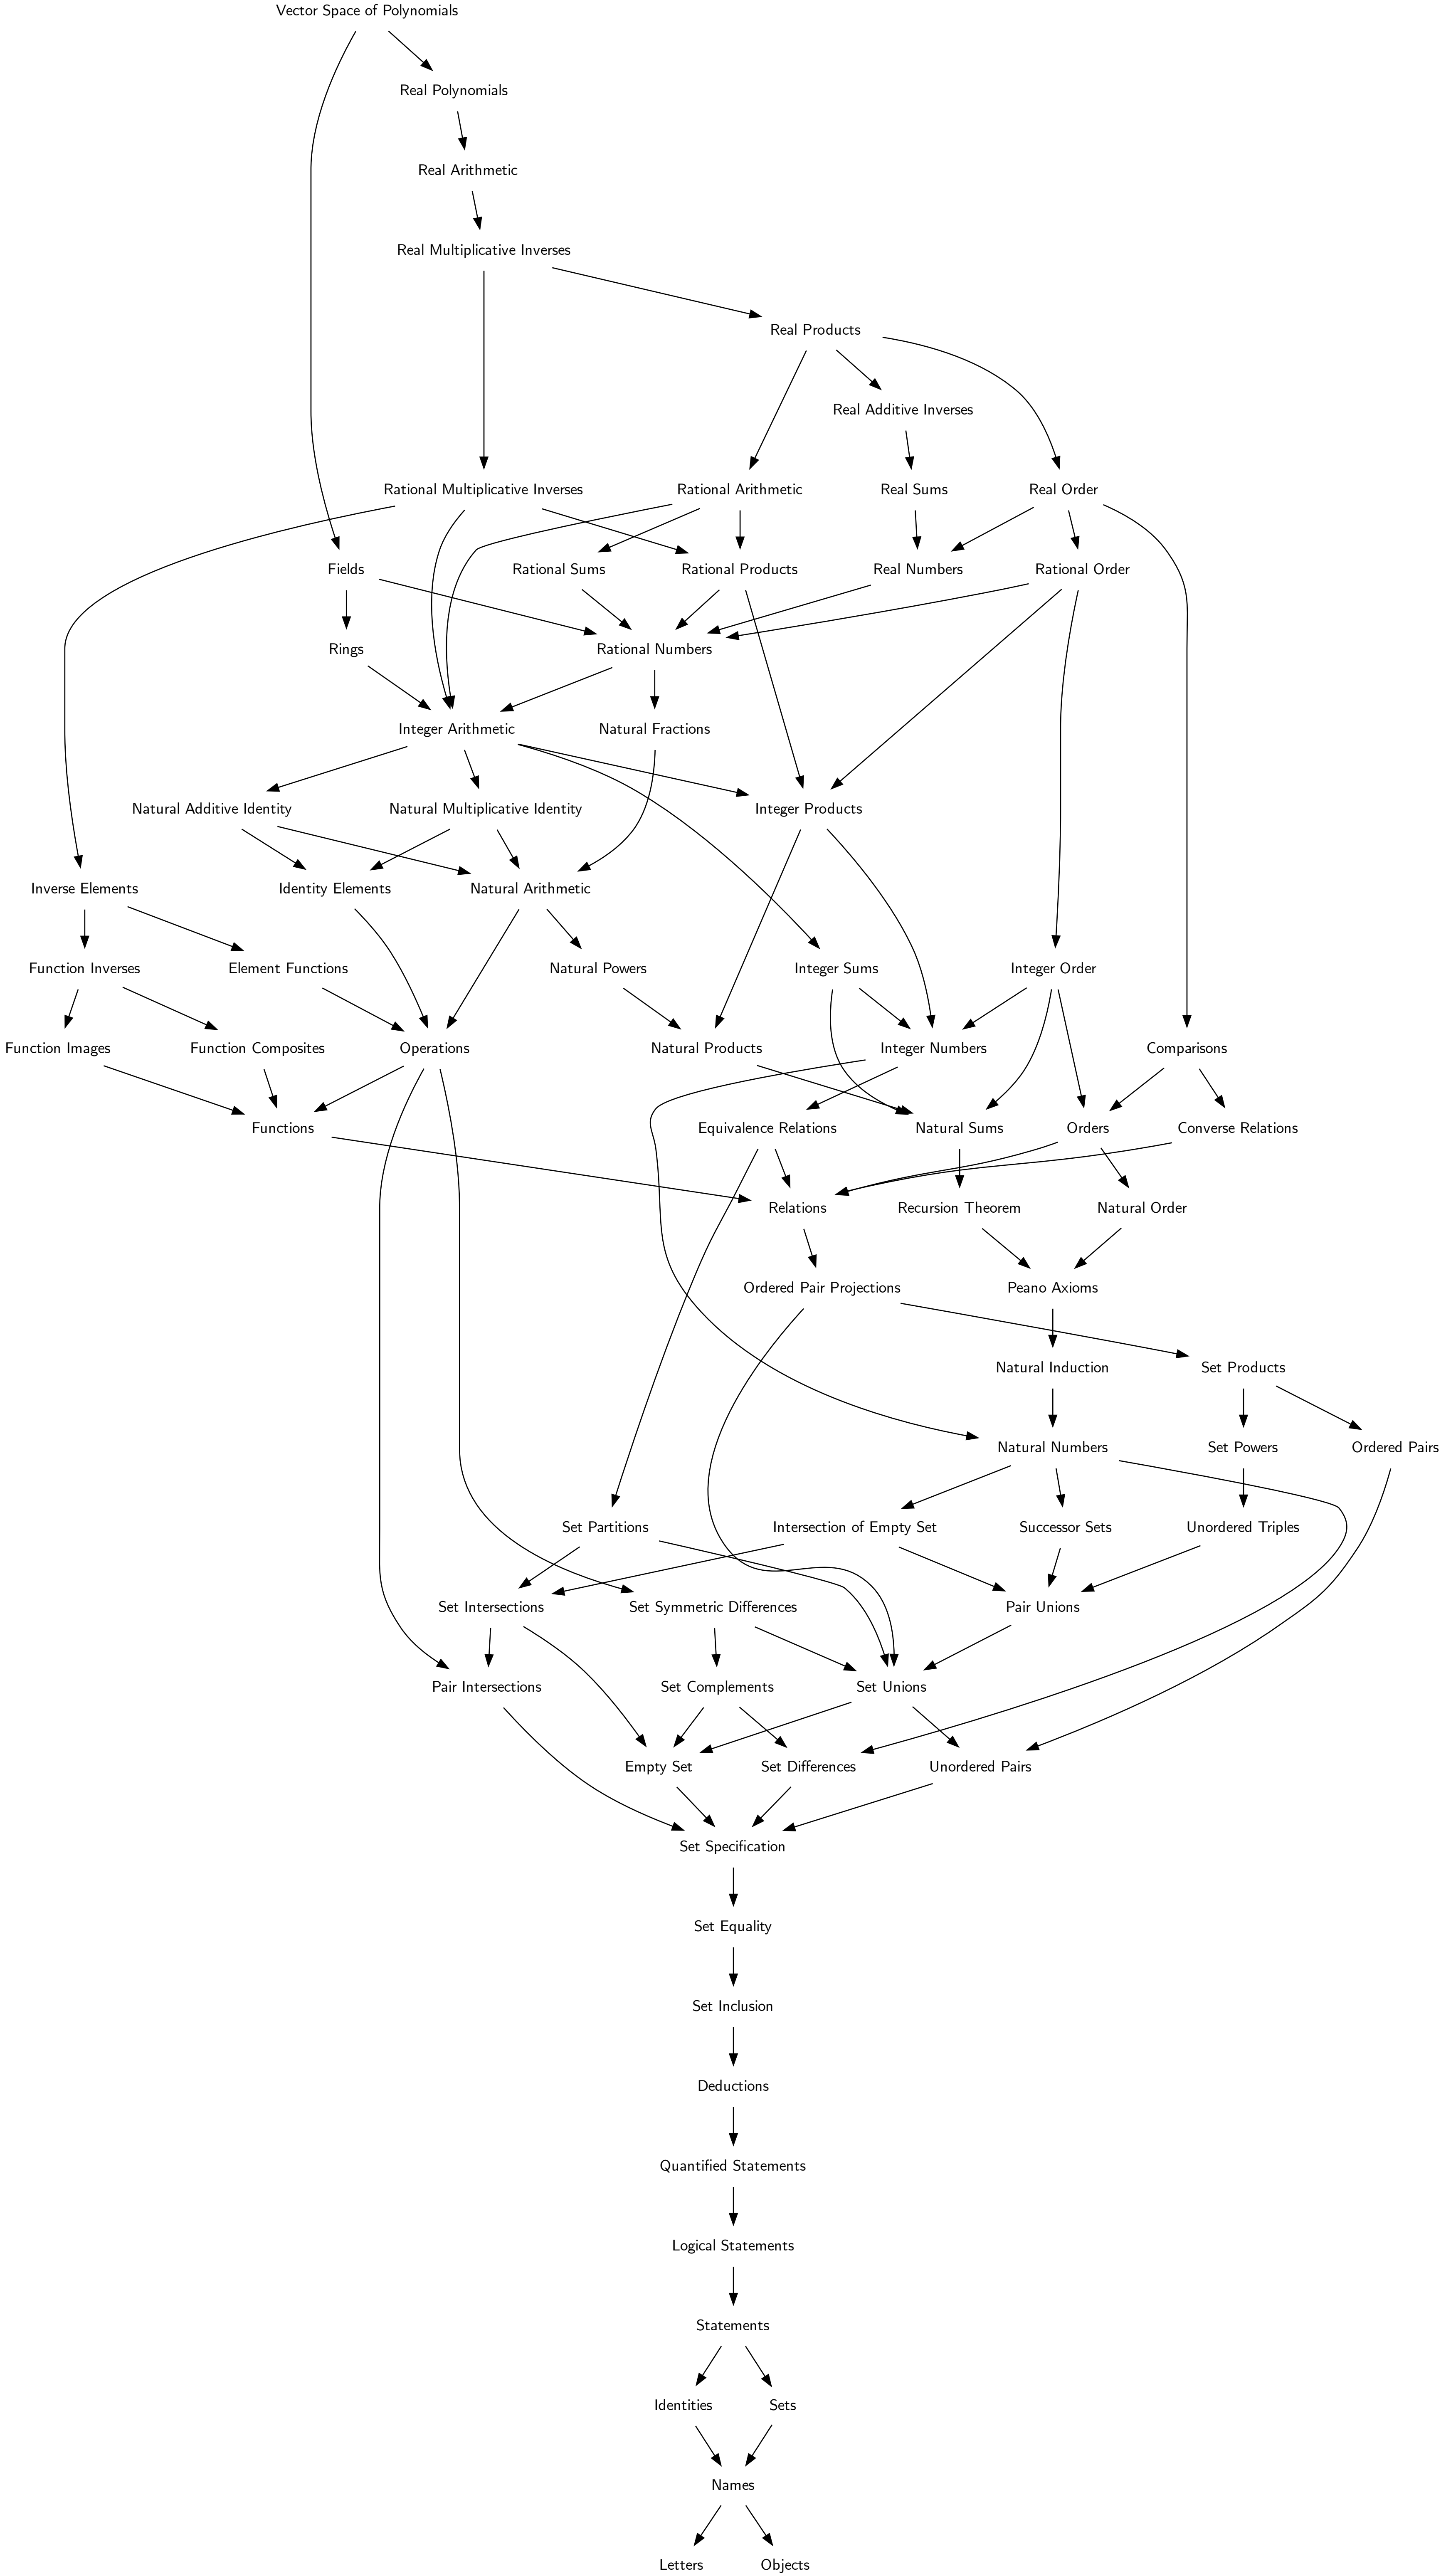 Vector Space of Polynomials
Real Polynomials
Real Arithmetic
Real Multiplicative Inverses
Real Products
Real Additive Inverses
Rational Multiplicative Inverses
Rational Arithmetic
Real Sums
Real Order
Fields
Rational Sums
Rational Products
Real Numbers
Rational Order
Rings
Rational Numbers
Integer Arithmetic
Natural Fractions
Natural Additive Identity
Natural Multiplicative Identity
Integer Products
Inverse Elements
Identity Elements
Natural Arithmetic
Function Inverses
Element Functions
Natural Powers
Integer Sums
Integer Order
Function Images
Function Composites
Operations
Natural Products
Integer Numbers
Comparisons
Functions
Equivalence Relations
Natural Sums
Orders
Converse Relations
Relations
Recursion Theorem
Natural Order
Ordered Pair Projections
Peano Axioms
Natural Induction
Set Products
Natural Numbers
Set Powers
Ordered Pairs
Set Partitions
Intersection of Empty Set
Successor Sets
Unordered Triples
Set Intersections
Set Symmetric Differences
Pair Unions
Pair Intersections
Set Complements
Set Unions
Empty Set
Set Differences
Unordered Pairs
Set Specification
Set Equality
Set Inclusion
Deductions
Quantified Statements
Logical Statements
Statements
Identities
Sets
Names
Letters
Objects